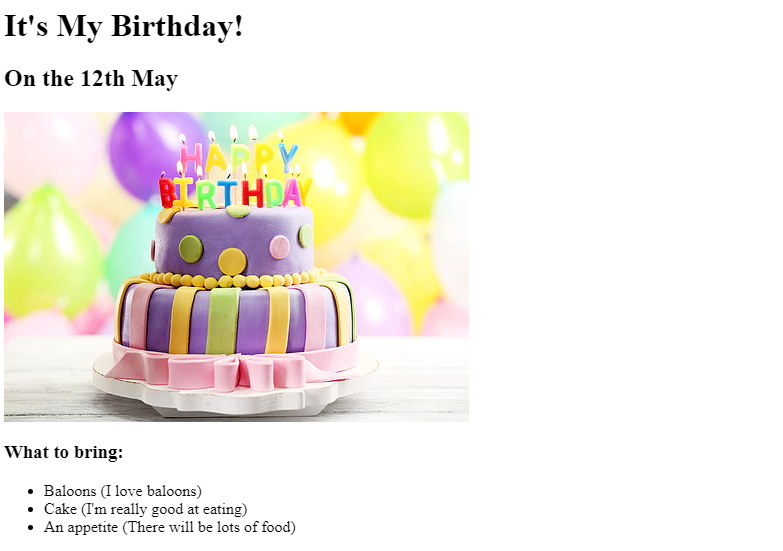 It's My Birthday!
On the 12th May
HAPPY
BIRTHDAY
What to bring:
Baloons (I love baloons)
Cake (I'm really good at eating)
An appetite (There will be lots of food)